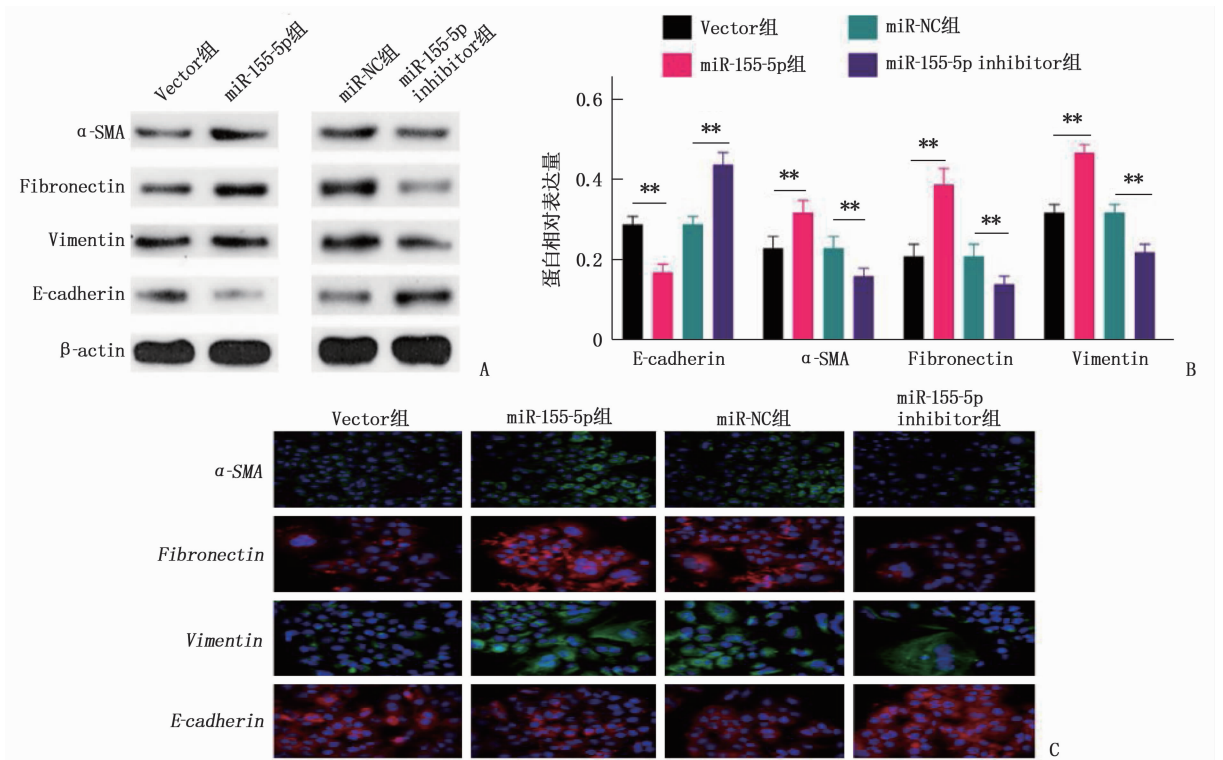 Vector组
miR-155-5p组
miR-NC组
miR-155-5p
inhibitor组
α-SMA
Fibronectin
Vimentin
E-cadherin
β-actin
A
Vector组
miR-NC组
miR-155-5p组
miR-155-5p inhibitor组
蛋白相对表达量
0.6
0.4
0.2
0
**
**
**
**
**
**
**
**
E-cadherin
α-SMA
Fibronectin
Vimentin
B
Vector组
miR-155-5p组
miR-NC组
miR-155-5p
inhibitor组
α-SMA
Fibronectin
Vimentin
E-cadherin
C